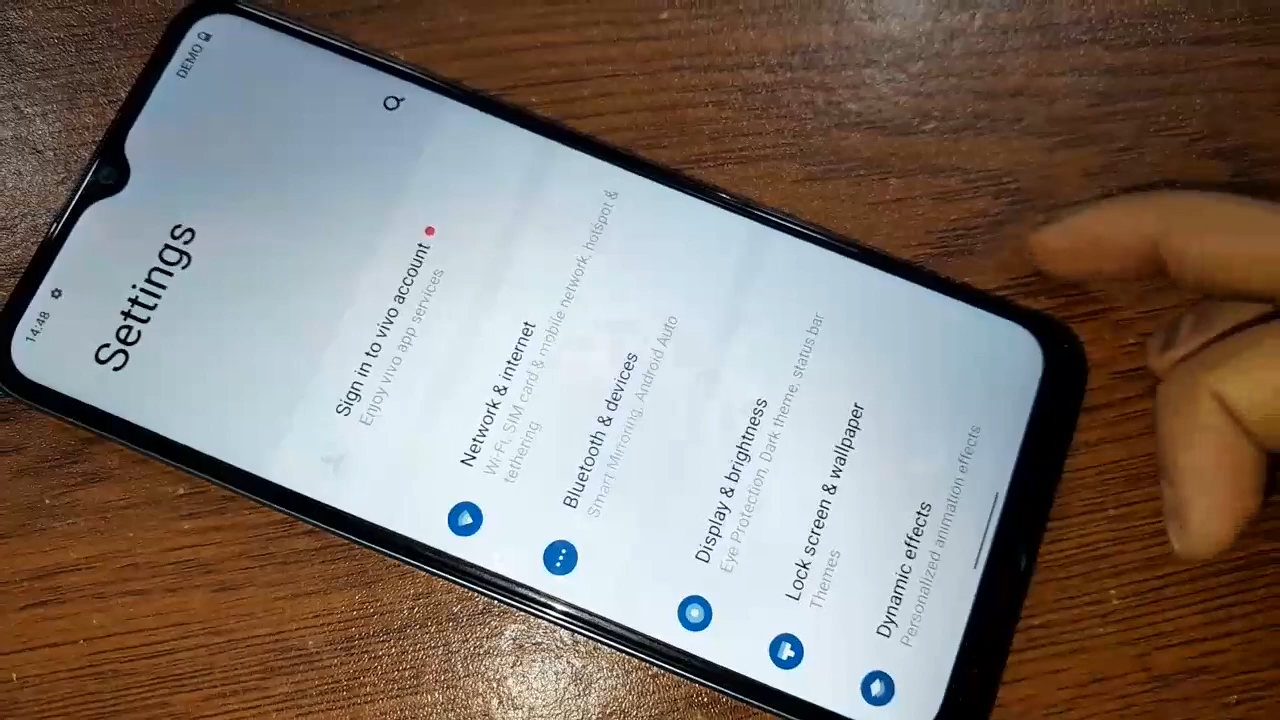 14:48
DEMO
Settings
Sign in to vivo account
Enjoy vivo app services
Network & internet
Wi-Fi, SIM card & mobile network, hotspot &
tethering
Bluetooth & devices
Smart Mirroring, Android Auto
Display & brightness
Eye Protection, Dark theme, status bar
Lock screen & wallpaper
Themes
Dynamic effects
Personalized animation effects